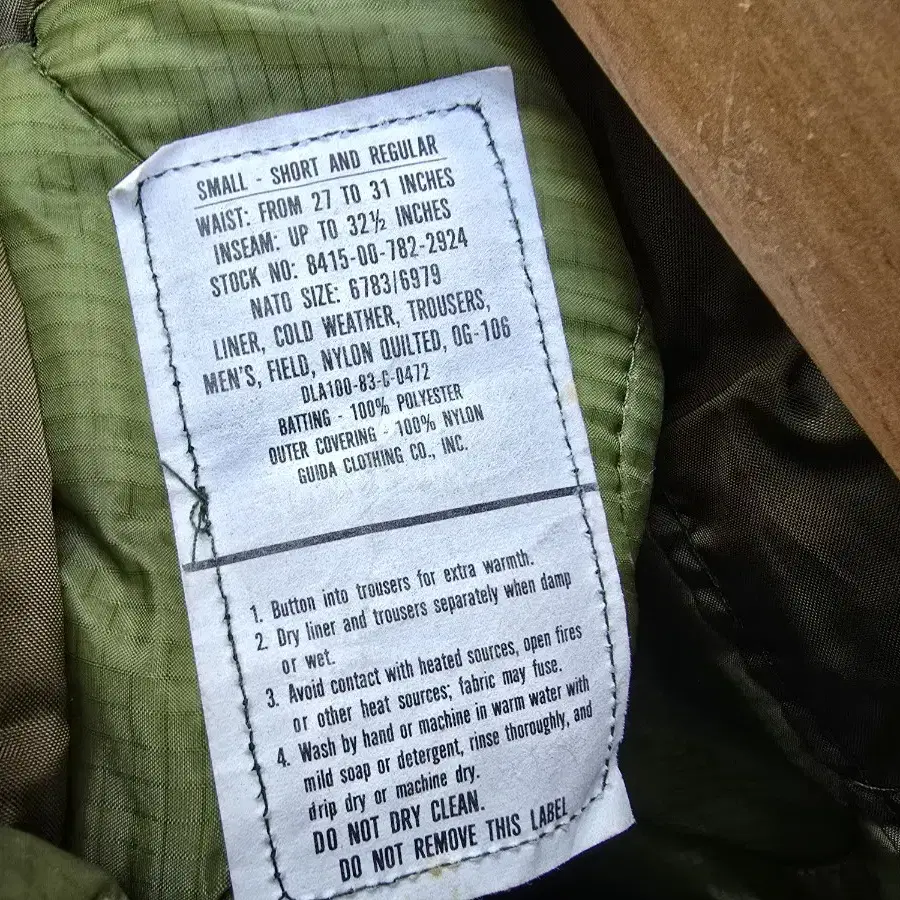 SMALL - SHORT AND REGULAR
WAIST: FROM 27 TO 31 INCHES
INSEAM: UP TO 32½ INCHES
STOCK NO: 8415-00-782-2924
NATO SIZE: 6783/6979
LINER, COLD WEATHER, TROUSERS,
MEN'S, FIELD, NYLON QUILTED, OG-106
DLA100-83-C-0472
BATTING - 100% POLYESTER
OUTER COVERING - 100% NYLON
GUIDA CLOTHING CO., INC.
1. Button into trousers for extra warmth.
2. Dry liner and trousers separately when damp
or wet.
3. Avoid contact with heated sources, open fires
or other heat sources; fabric may fuse.
4. Wash by hand or machine in warm water with
mild soap or detergent, rinse thoroughly, and
drip dry or machine dry.
DO NOT DRY CLEAN.
DO NOT REMOVE THIS LABEL